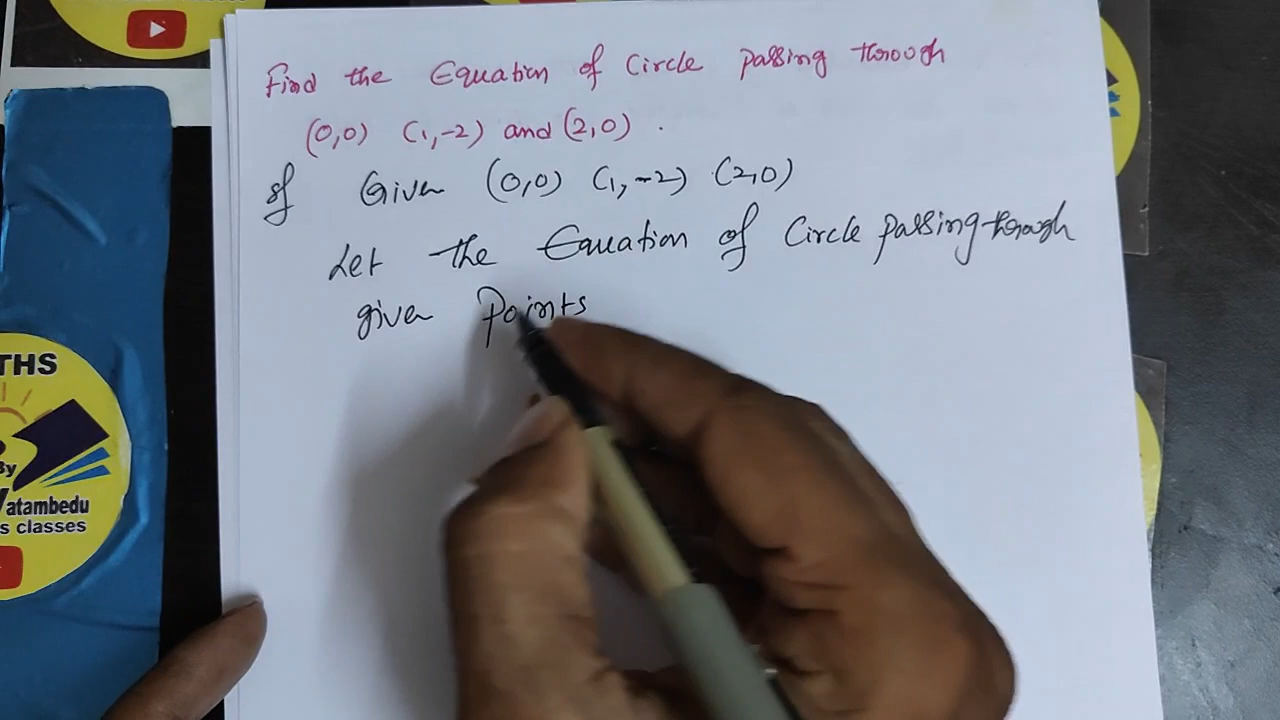 Find the Equation of Circle passing through
(0,0) (1,-2) and (2,0) .
Given (0,0) (1,-2) (2,0)
Let the Equation of Circle passing through
given Points
THS
By
Vatambedu
s classes